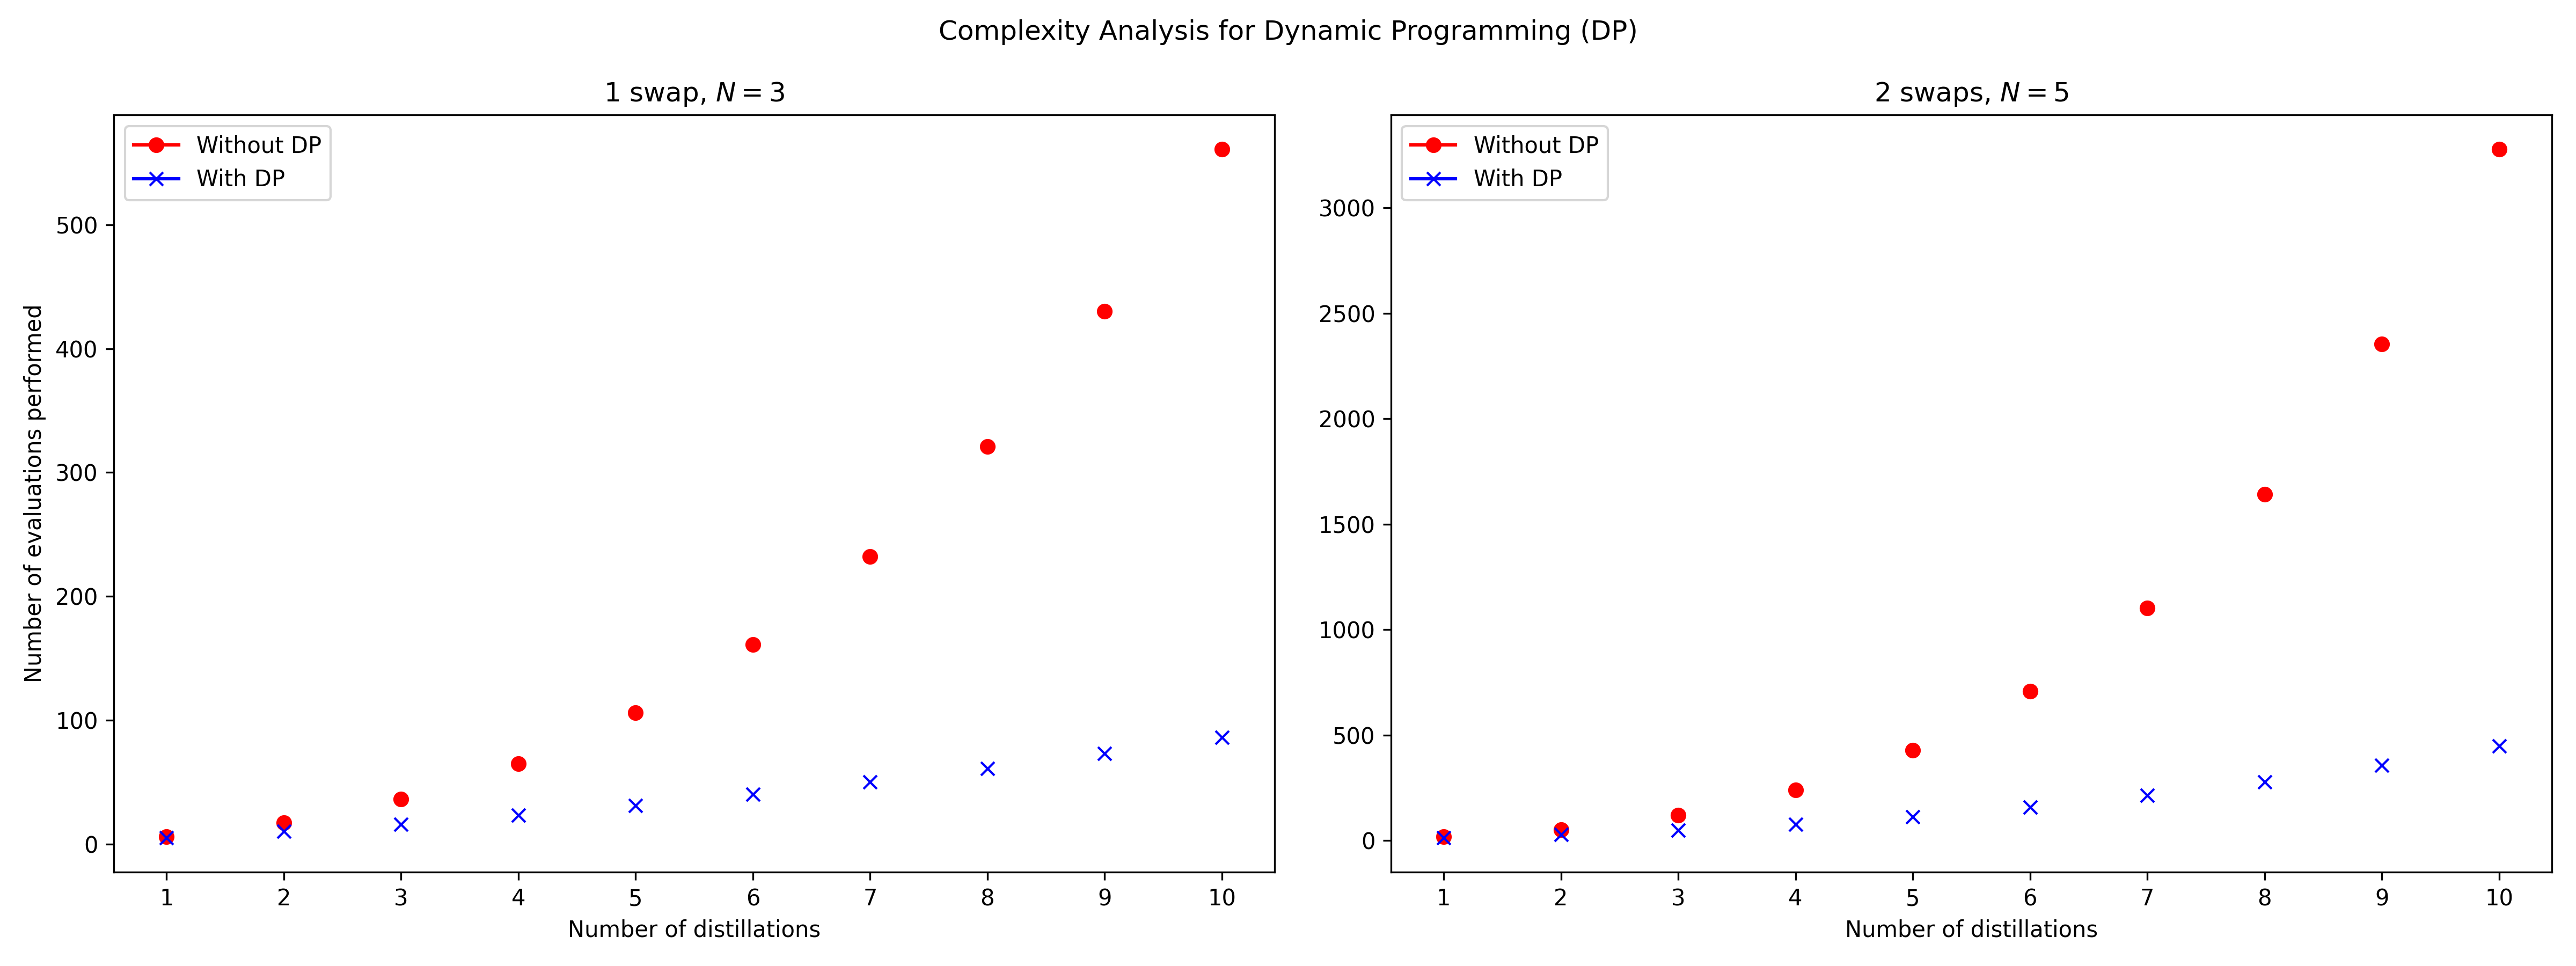 Complexity Analysis for Dynamic Programming (DP)
1 swap, N = 3
Without DP
With DP
Number of evaluations performed
500
400
300
200
100
0
1 2 3 4 5 6 7 8 9 10
Number of distillations
2 swaps, N = 5
Without DP
With DP
3000
2500
2000
1500
1000
500
0
1 2 3 4 5 6 7 8 9 10
Number of distillations